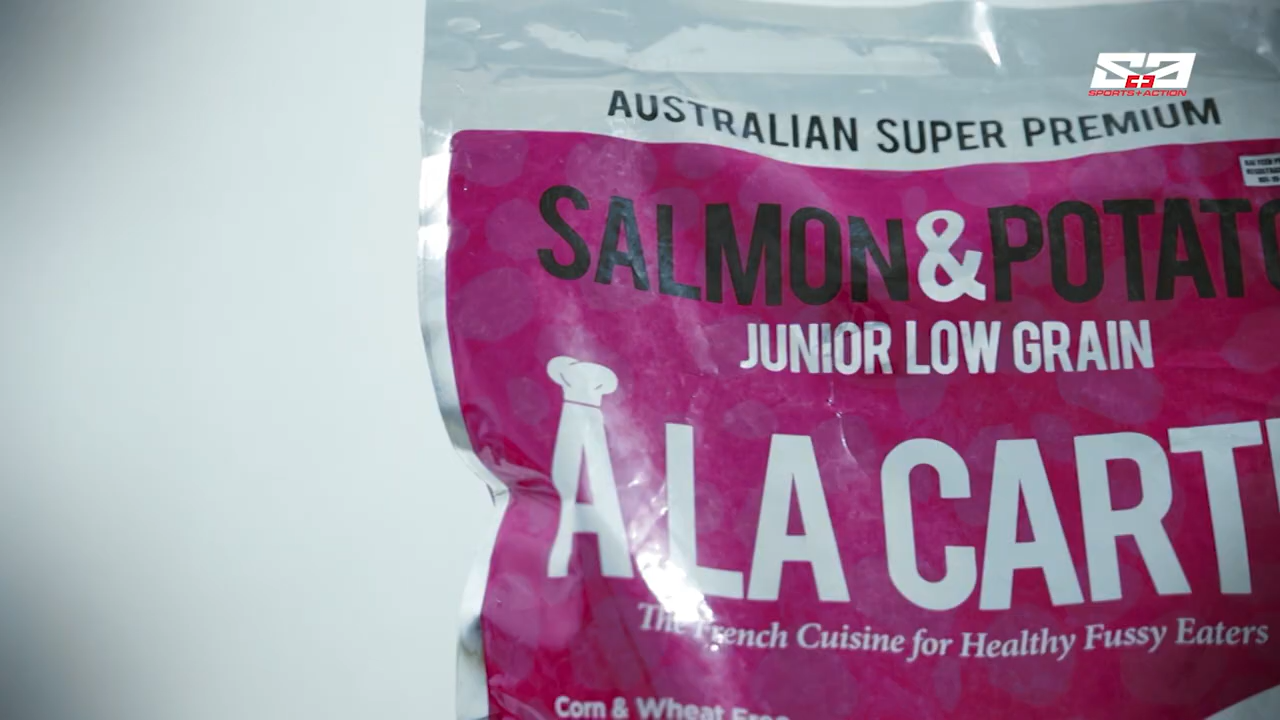 SPORTS+ACTION
AUSTRALIAN SUPER PREMIUM
SALMON & POTATO
JUNIOR LOW GRAIN
A LA CART
The French Cuisine for Healthy Fussy Eaters
Corn & Wheat Free